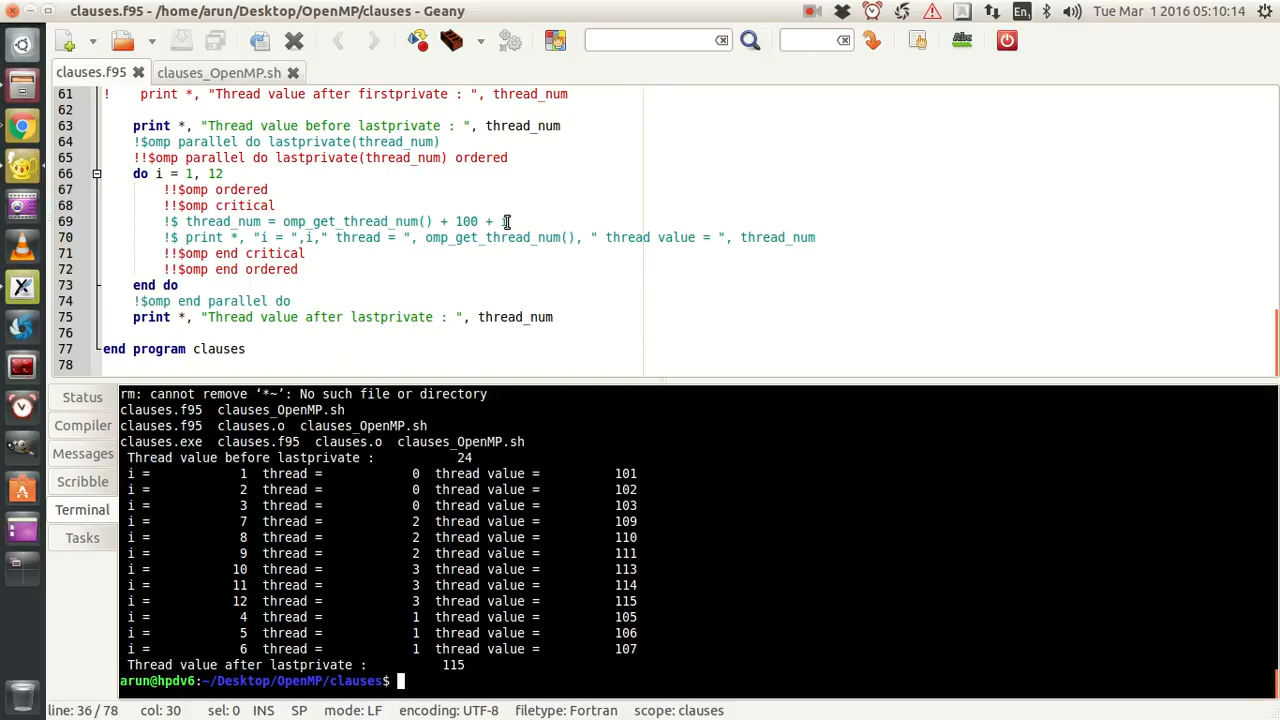 clauses.f95 - /home/arun/Desktop/OpenMP/clauses - Geany
En1
Tue Mar 1 2016 05:10:14
clauses.f95
clauses_OpenMP.sh
61 !    print *, "Thread value after firstprivate : ", thread_num
62
63     print *, "Thread value before lastprivate : ", thread_num
64     !$omp parallel do lastprivate(thread_num)
65     !!$omp parallel do lastprivate(thread_num) ordered
66     do i = 1, 12
67         !!$omp ordered
68         !!$omp critical
69         !$ thread_num = omp_get_thread_num() + 100 + i
70         !$ print *, "i = ",i," thread = ", omp_get_thread_num(), " thread value = ", thread_num
71         !!$omp end critical
72         !!$omp end ordered
73     end do
74     !$omp end parallel do
75     print *, "Thread value after lastprivate : ", thread_num
76
77 end program clauses
78
Status
Compiler
Messages
Scribble
Terminal
Tasks
rm: cannot remove ‘*~’: No such file or directory
clauses.f95  clauses_OpenMP.sh
clauses.f95  clauses.o  clauses_OpenMP.sh
clauses.exe  clauses.f95  clauses.o  clauses_OpenMP.sh
Thread value before lastprivate :           24
i =            1  thread =            0  thread value =          101
i =            2  thread =            0  thread value =          102
i =            3  thread =            0  thread value =          103
i =            7  thread =            2  thread value =          109
i =            8  thread =            2  thread value =          110
i =            9  thread =            2  thread value =          111
i =           10  thread =            3  thread value =          113
i =           11  thread =            3  thread value =          114
i =           12  thread =            3  thread value =          115
i =            4  thread =            1  thread value =          105
i =            5  thread =            1  thread value =          106
i =            6  thread =            1  thread value =          107
Thread value after lastprivate :          115
arun@hpdv6:~/Desktop/OpenMP/clauses$
line: 36 / 78  col: 30  sel: 0  INS  SP  mode: LF  encoding: UTF-8  filetype: Fortran  scope: clauses